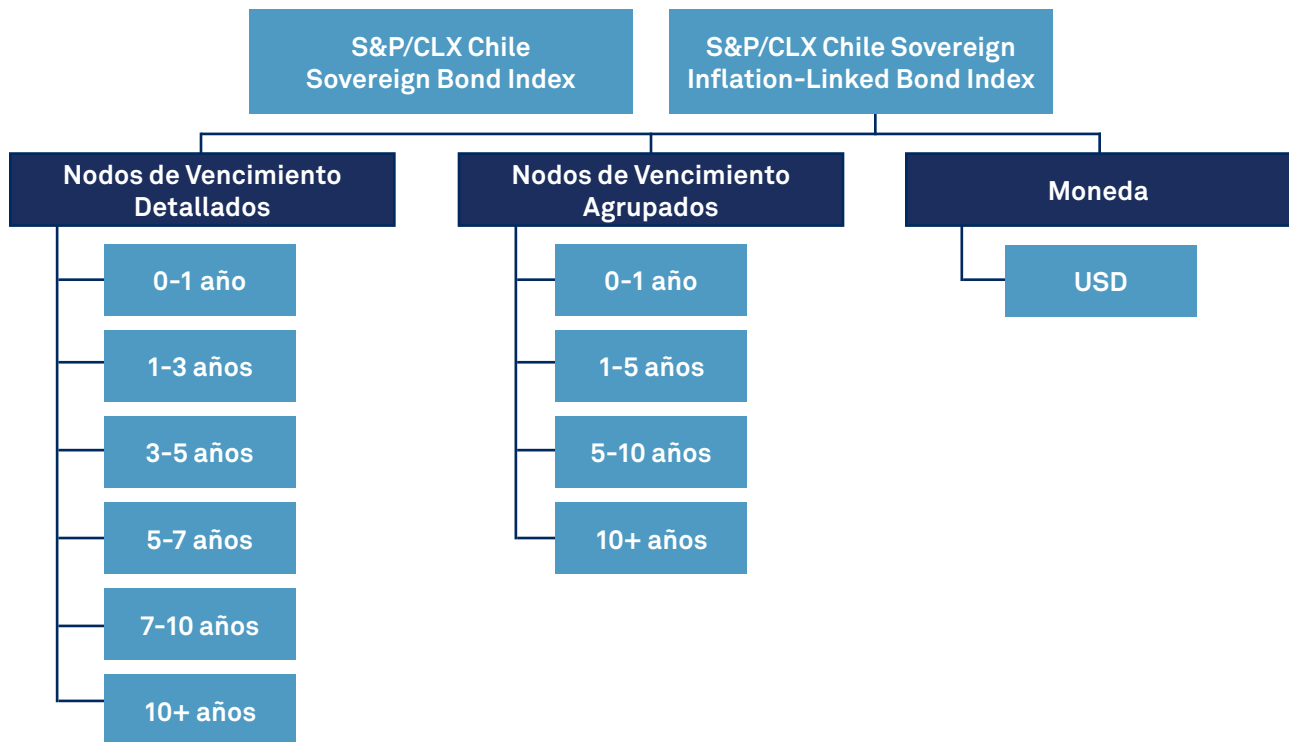 S&P/CLX Chile
Sovereign Bond Index
S&P/CLX Chile Sovereign
Inflation-Linked Bond Index
Nodos de Vencimiento
Detallados
0-1 año
1-3 años
3-5 años
5-7 años
7-10 años
10+ años
Nodos de Vencimiento
Agrupados
0-1 año
1-5 años
5-10 años
10+ años
Moneda
USD